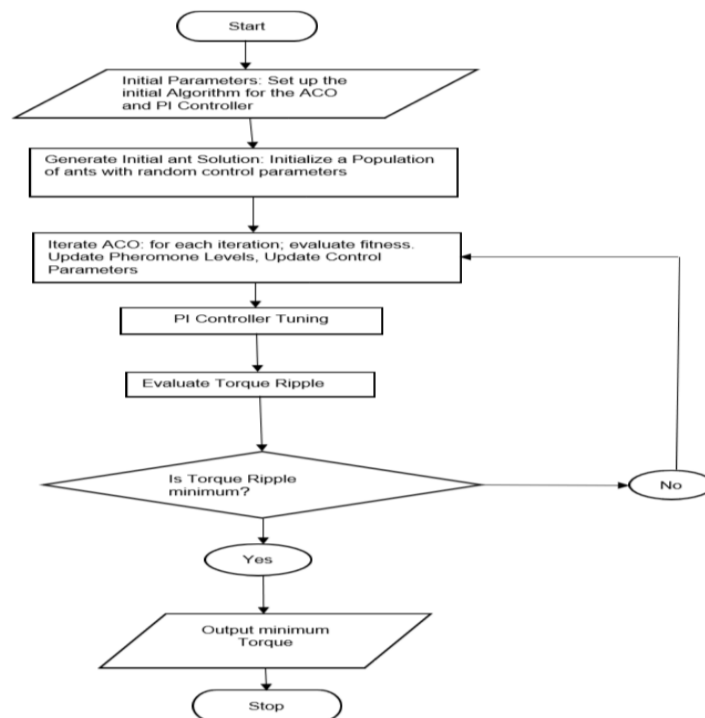 Start
Initial Parameters: Set up the
initial Algorithm for the ACO
and PI Controller
Generate Initial ant Solution: Initialize a Population
of ants with random control parameters
Iterate ACO: for each iteration; evaluate fitness.
Update Pheromone Levels, Update Control
Parameters
PI Controller Tuning
Evaluate Torque Ripple
Is Torque Ripple
minimum?
No
Yes
Output minimum
Torque
Stop